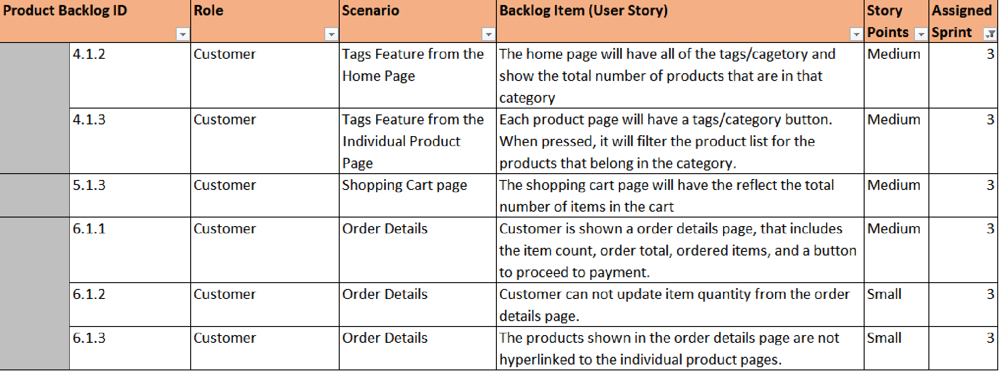 Product Backlog ID Role Scenario Backlog Item (User Story) Story Assigned
Points Sprint
4.1.2 Customer Tags Feature from the The home page will have all of the tags/cagetory and Medium 3
Home Page show the total number of products that are in that
category
4.1.3 Customer Tags Feature from the Each product page will have a tags/category button. Medium 3
Individual Product When pressed, it will filter the product list for the
Page products that belong in the category.
5.1.3 Customer Shopping Cart page The shopping cart page will have the reflect the total Medium 3
number of items in the cart
6.1.1 Customer Order Details Customer is shown a order details page, that includes Medium 3
the item count, order total, ordered items, and a button
to proceed to payment.
6.1.2 Customer Order Details Customer can not update item quantity from the order Small 3
details page.
6.1.3 Customer Order Details The products shown in the order details page are not Small 3
hyperlinked to the individual product pages.